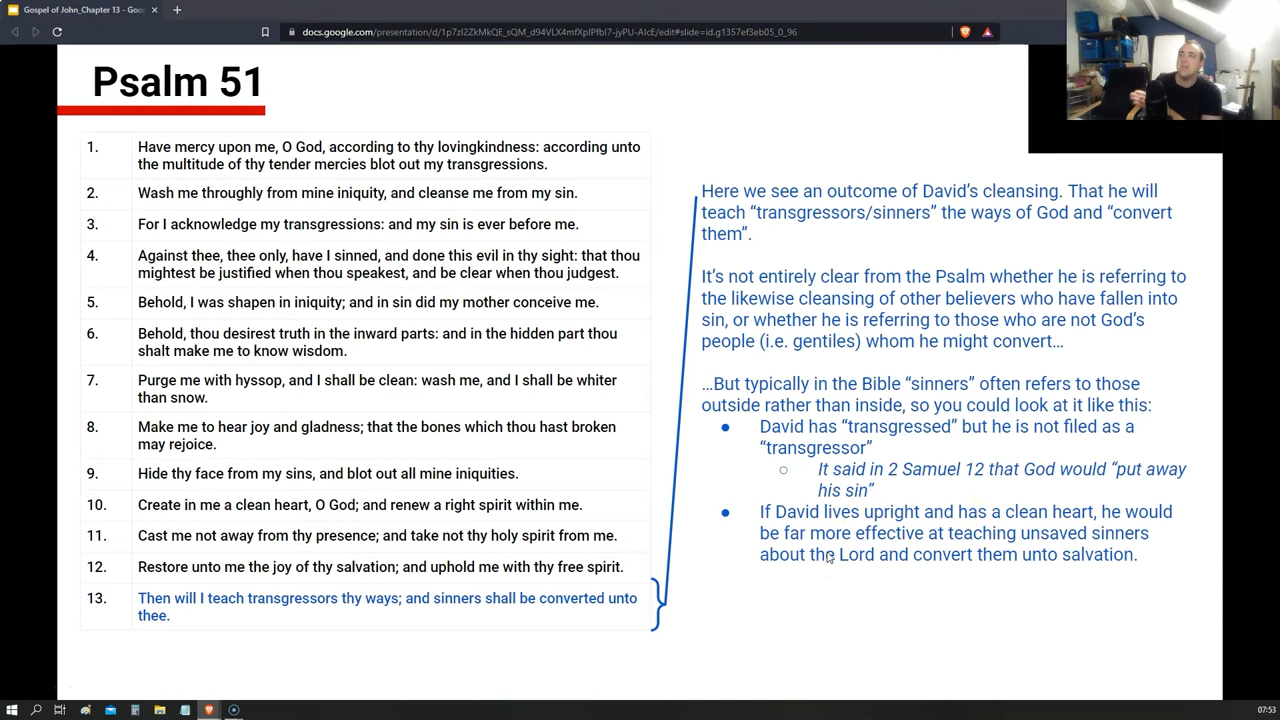 Gospel of John_Chapter 13 - Goo
docs.google.com/presentation/d/1p7zl2ZkMkQE_sQM_d94VLX4mfXpIPfbI7-jyPU-AIcE/edit#slide=id.g1357ef3eb05_0_96
Psalm 51
1. Have mercy upon me, O God, according to thy lovingkindness: according unto
the multitude of thy tender mercies blot out my transgressions.
2. Wash me throughly from mine iniquity, and cleanse me from my sin.
3. For I acknowledge my transgressions: and my sin is ever before me.
4. Against thee, thee only, have I sinned, and done this evil in thy sight: that thou
mightest be justified when thou speakest, and be clear when thou judgest.
5. Behold, I was shapen in iniquity; and in sin did my mother conceive me.
6. Behold, thou desirest truth in the inward parts: and in the hidden part thou
shalt make me to know wisdom.
7. Purge me with hyssop, and I shall be clean: wash me, and I shall be whiter
than snow.
8. Make me to hear joy and gladness; that the bones which thou hast broken
may rejoice.
9. Hide thy face from my sins, and blot out all mine iniquities.
10. Create in me a clean heart, O God; and renew a right spirit within me.
11. Cast me not away from thy presence; and take not thy holy spirit from me.
12. Restore unto me the joy of thy salvation; and uphold me with thy free spirit.
13. Then will I teach transgressors thy ways; and sinners shall be converted unto
thee.
Here we see an outcome of David’s cleansing. That he will
teach “transgressors/sinners” the ways of God and “convert
them”.
It’s not entirely clear from the Psalm whether he is referring to
the likewise cleansing of other believers who have fallen into
sin, or whether he is referring to those who are not God’s
people (i.e. gentiles) whom he might convert…
…But typically in the Bible “sinners” often refers to those
outside rather than inside, so you could look at it like this:
● David has “transgressed” but he is not filed as a
“transgressor”
○ It said in 2 Samuel 12 that God would “put away
his sin”
● If David lives upright and has a clean heart, he would
be far more effective at teaching unsaved sinners
about the Lord and convert them unto salvation.
07:53